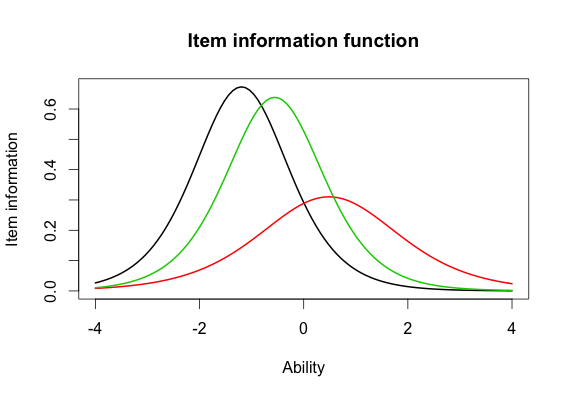 Item information function
Item information
0.6
0.4
0.2
0.0
-4 -2 0 2 4
Ability